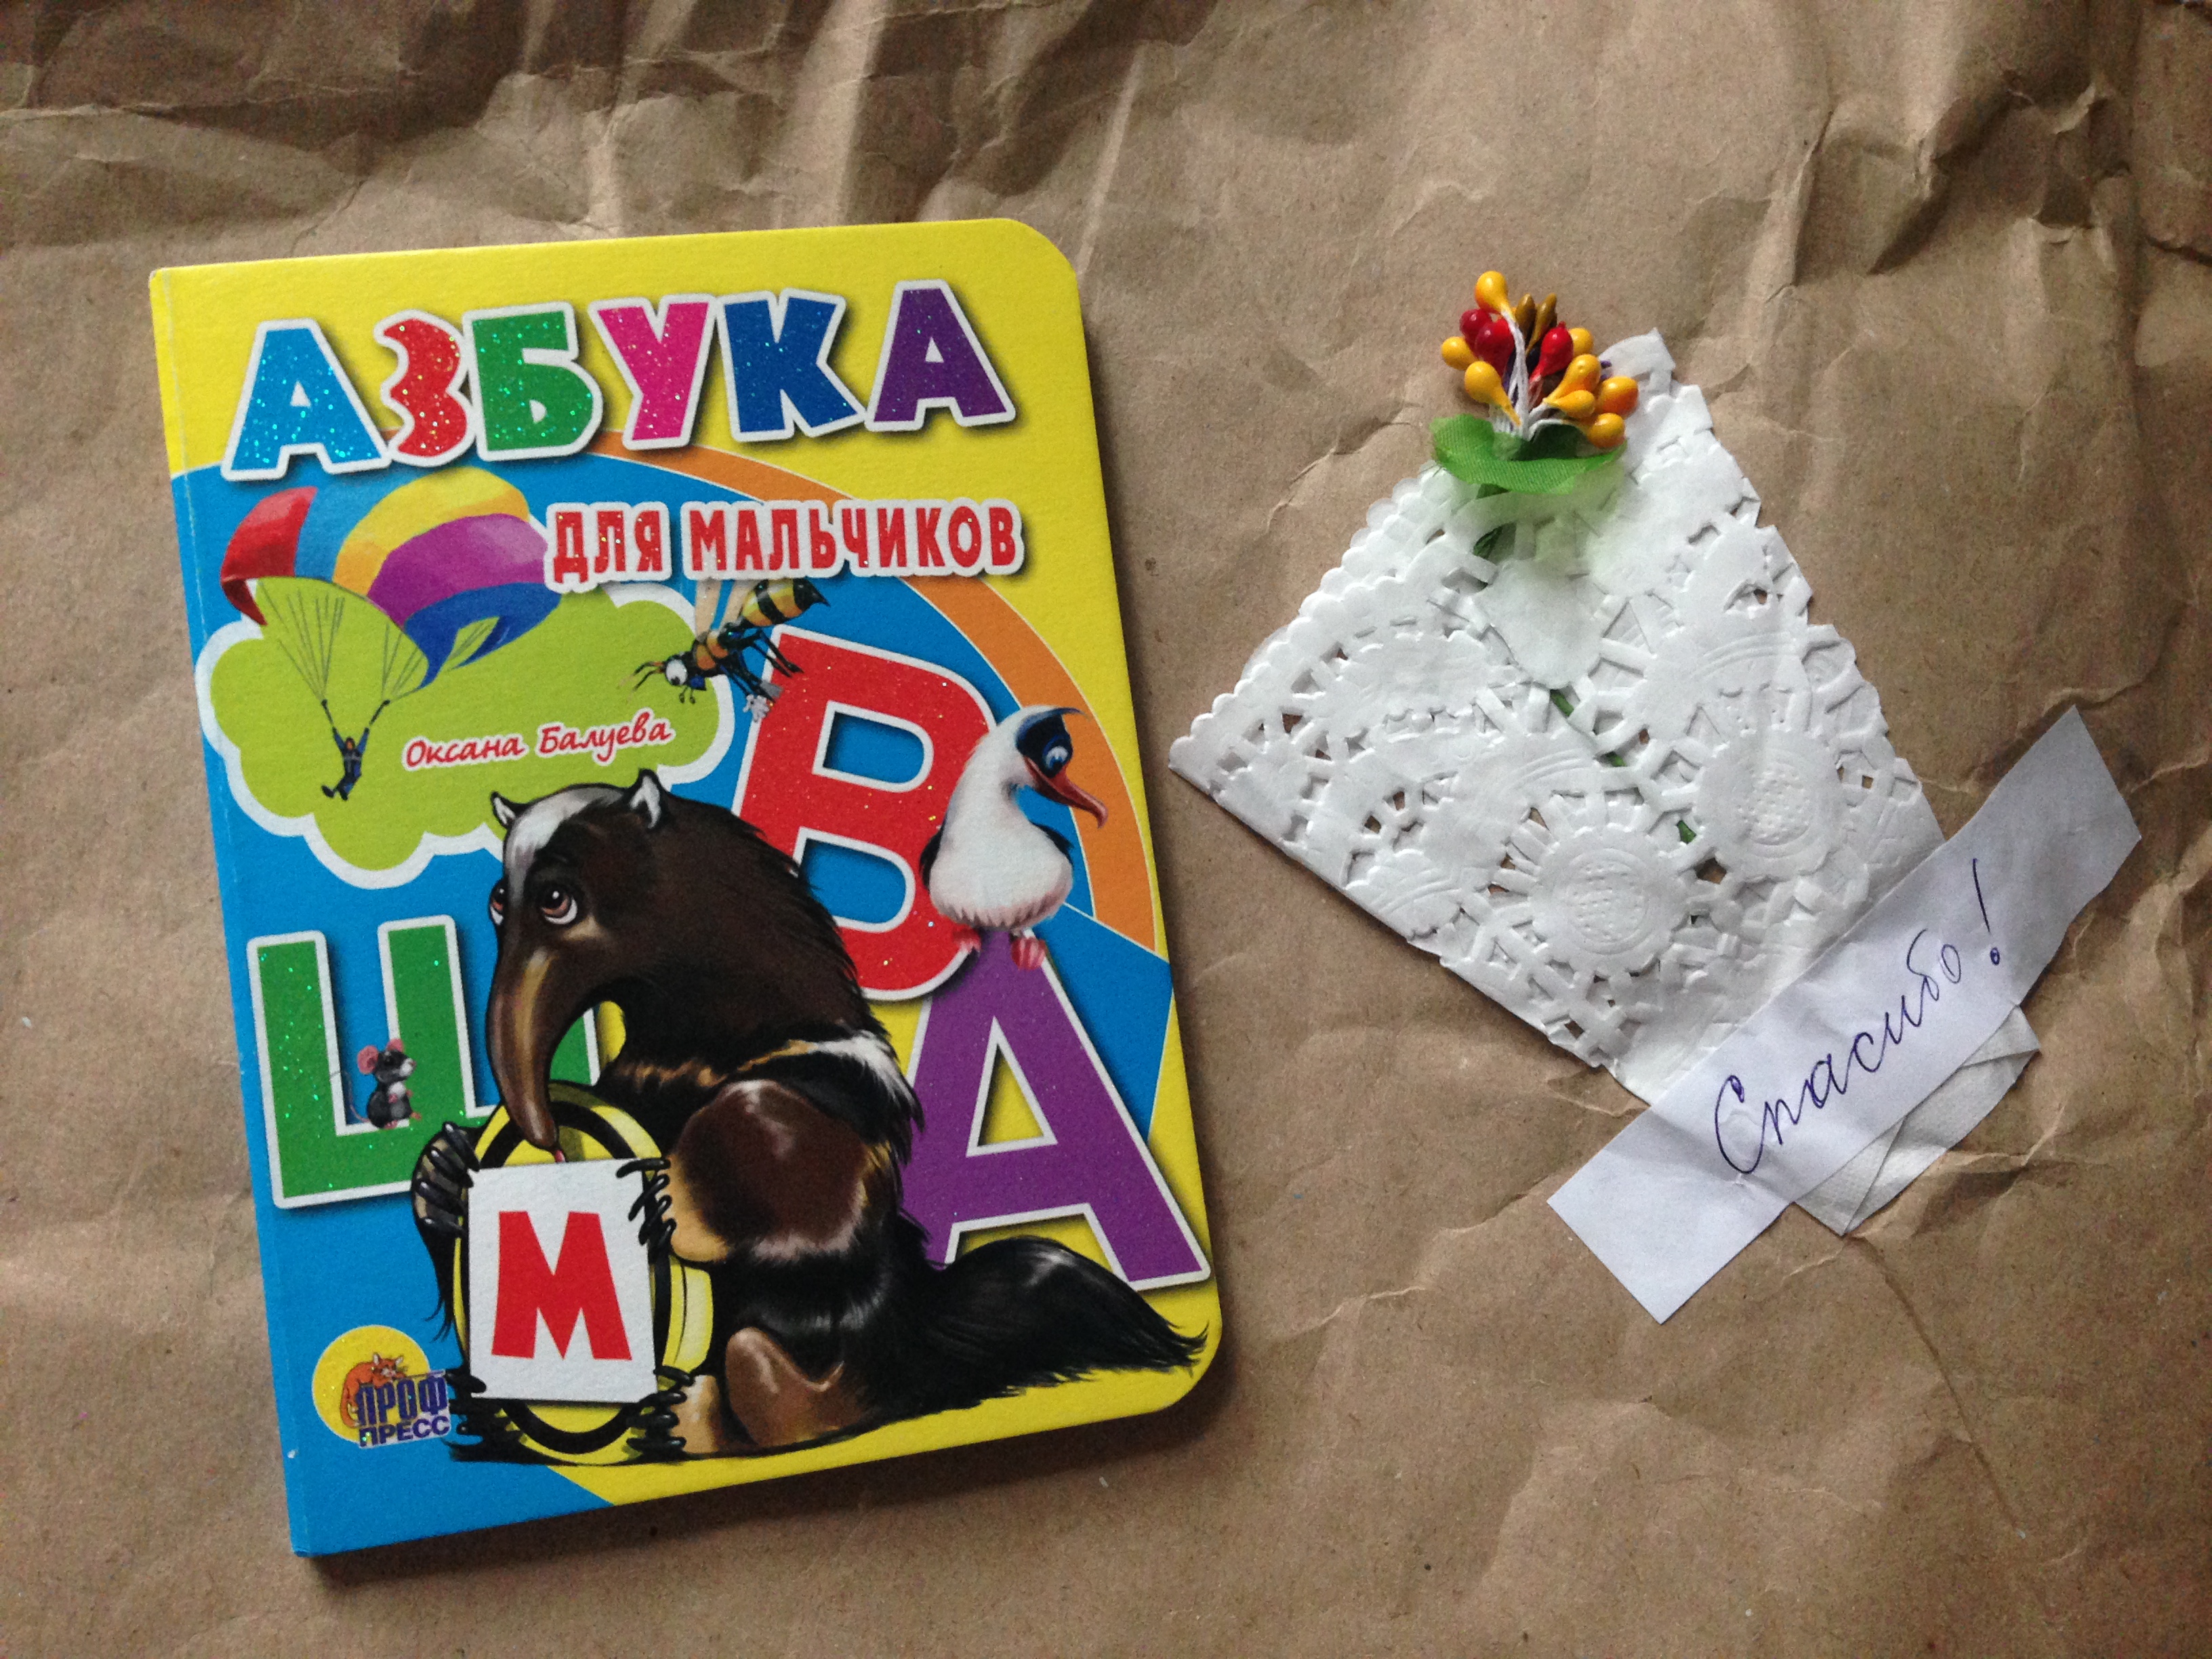 АЗБУКА
ДЛЯ МАЛЬЧИКОВ
Оксана Балуева
В
Ц
А
М
ПРОФ
ПРЕСС
Спасибо!